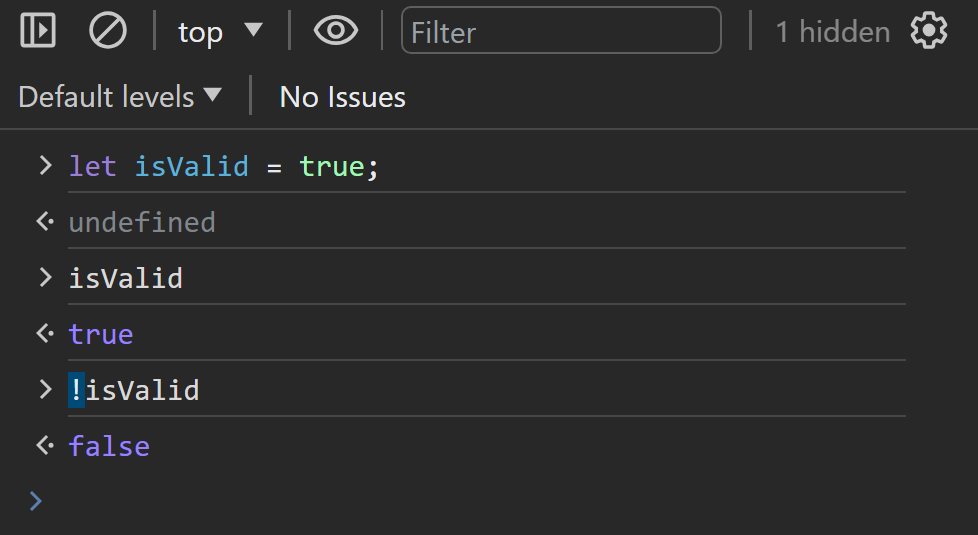 top Filter 1 hidden
Default levels No Issues
let isValid = true;
undefined
isValid
true
!isValid
false